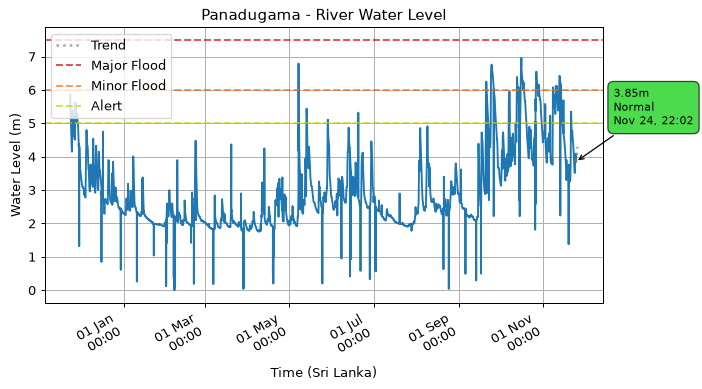 Panadugama - River Water Level
Trend
Major Flood
Minor Flood
Alert
3.85m
Normal
Nov 24, 22:02
Water Level (m)
7
6
5
4
3
2
1
0
01 Jan
00:00
01 Mar
00:00
01 May
00:00
01 Jul
00:00
01 Sep
00:00
01 Nov
00:00
Time (Sri Lanka)